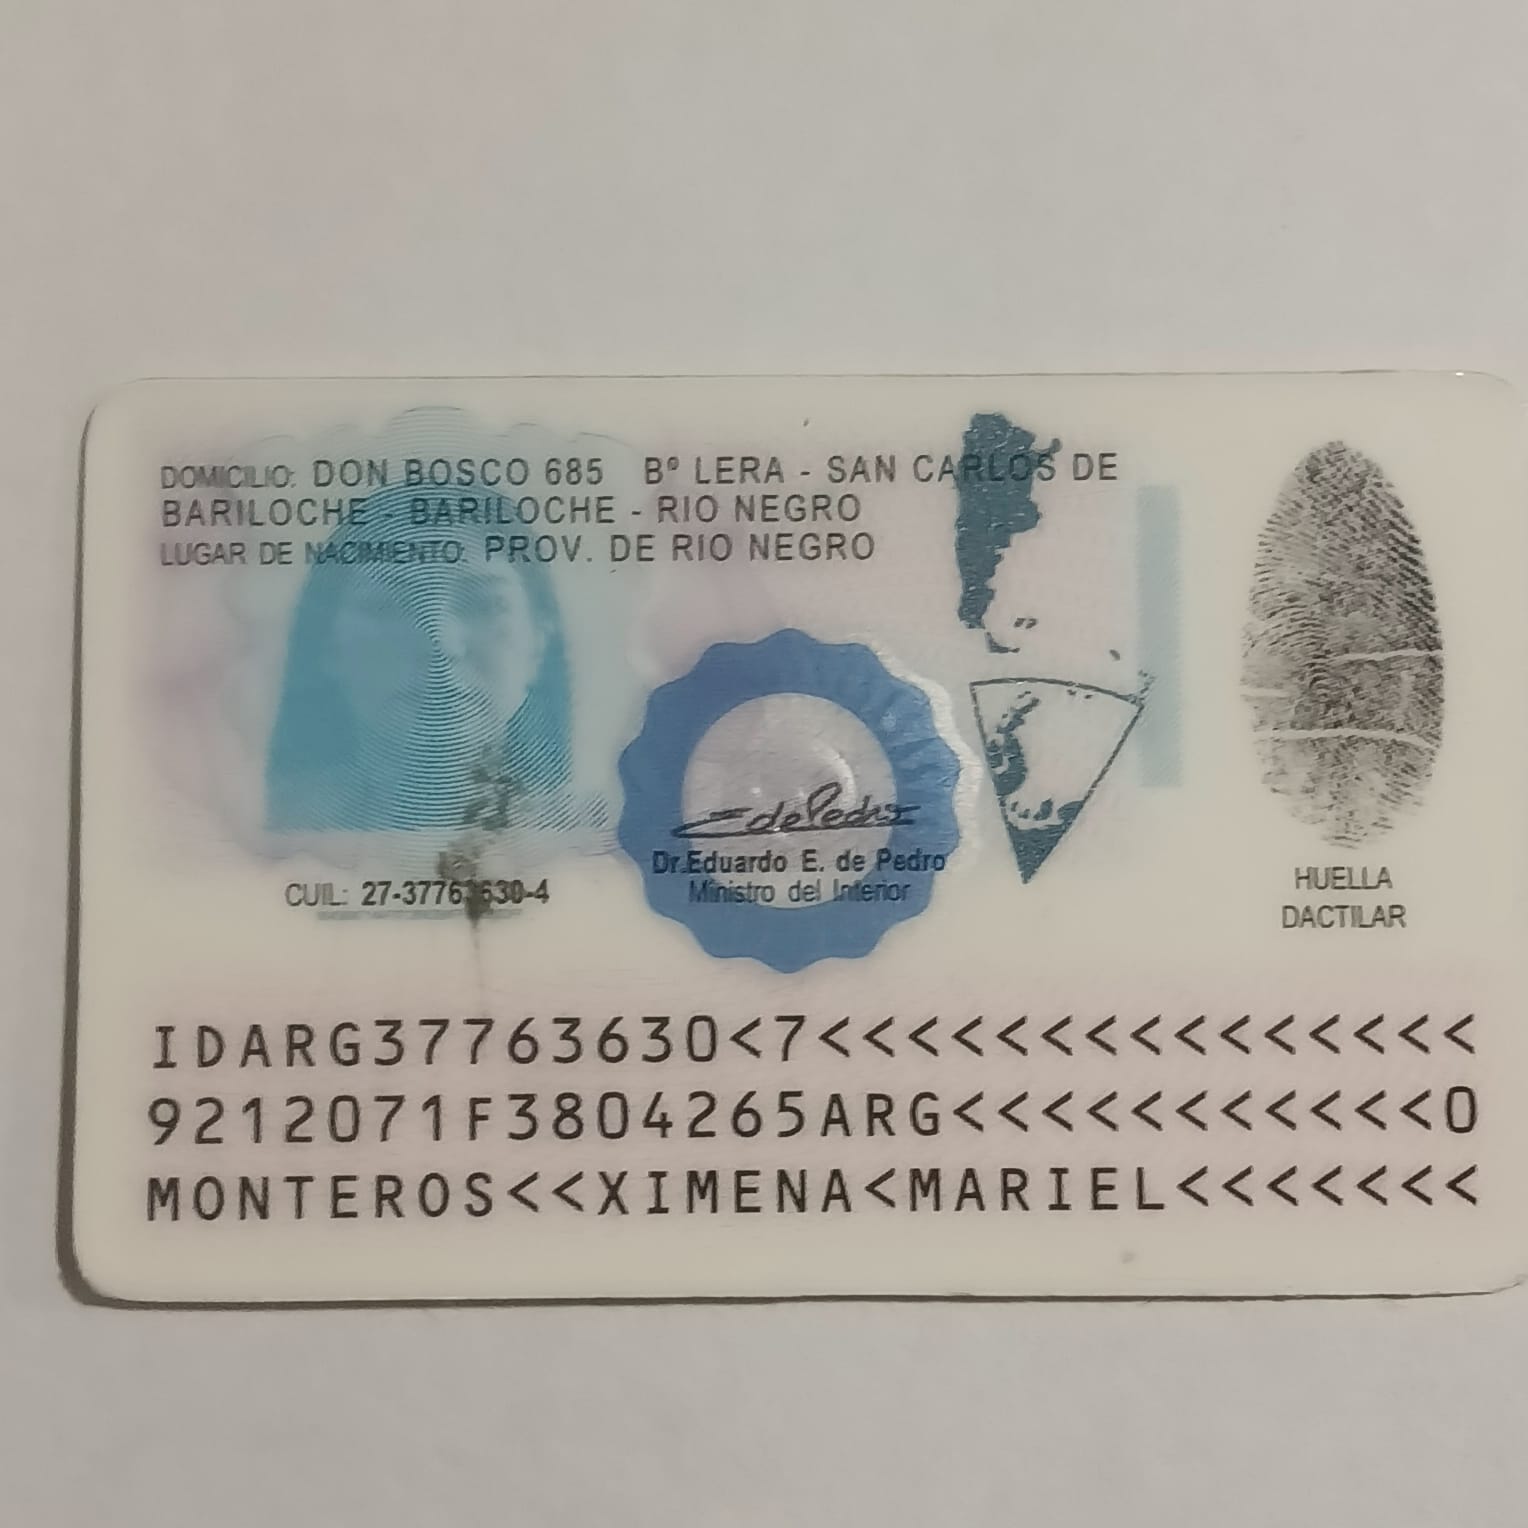 DOMICILIO: DON BOSCO 685 Bº LERA - SAN CARLOS DE
BARILOCHE - BARILOCHE - RIO NEGRO
LUGAR DE NACIMIENTO: PROV. DE RIO NEGRO
EdePedro
Dr.Eduardo E. de Pedro
Ministro del Interior
CUIL: 27-37763630-4
HUELLA
DACTILAR
IDARG37763630<7<<<<<<<<<<<<<<<
9212071F3804265ARG<<<<<<<<<<<0
MONTEROS<<XIMENA<MARIEL<<<<<<<